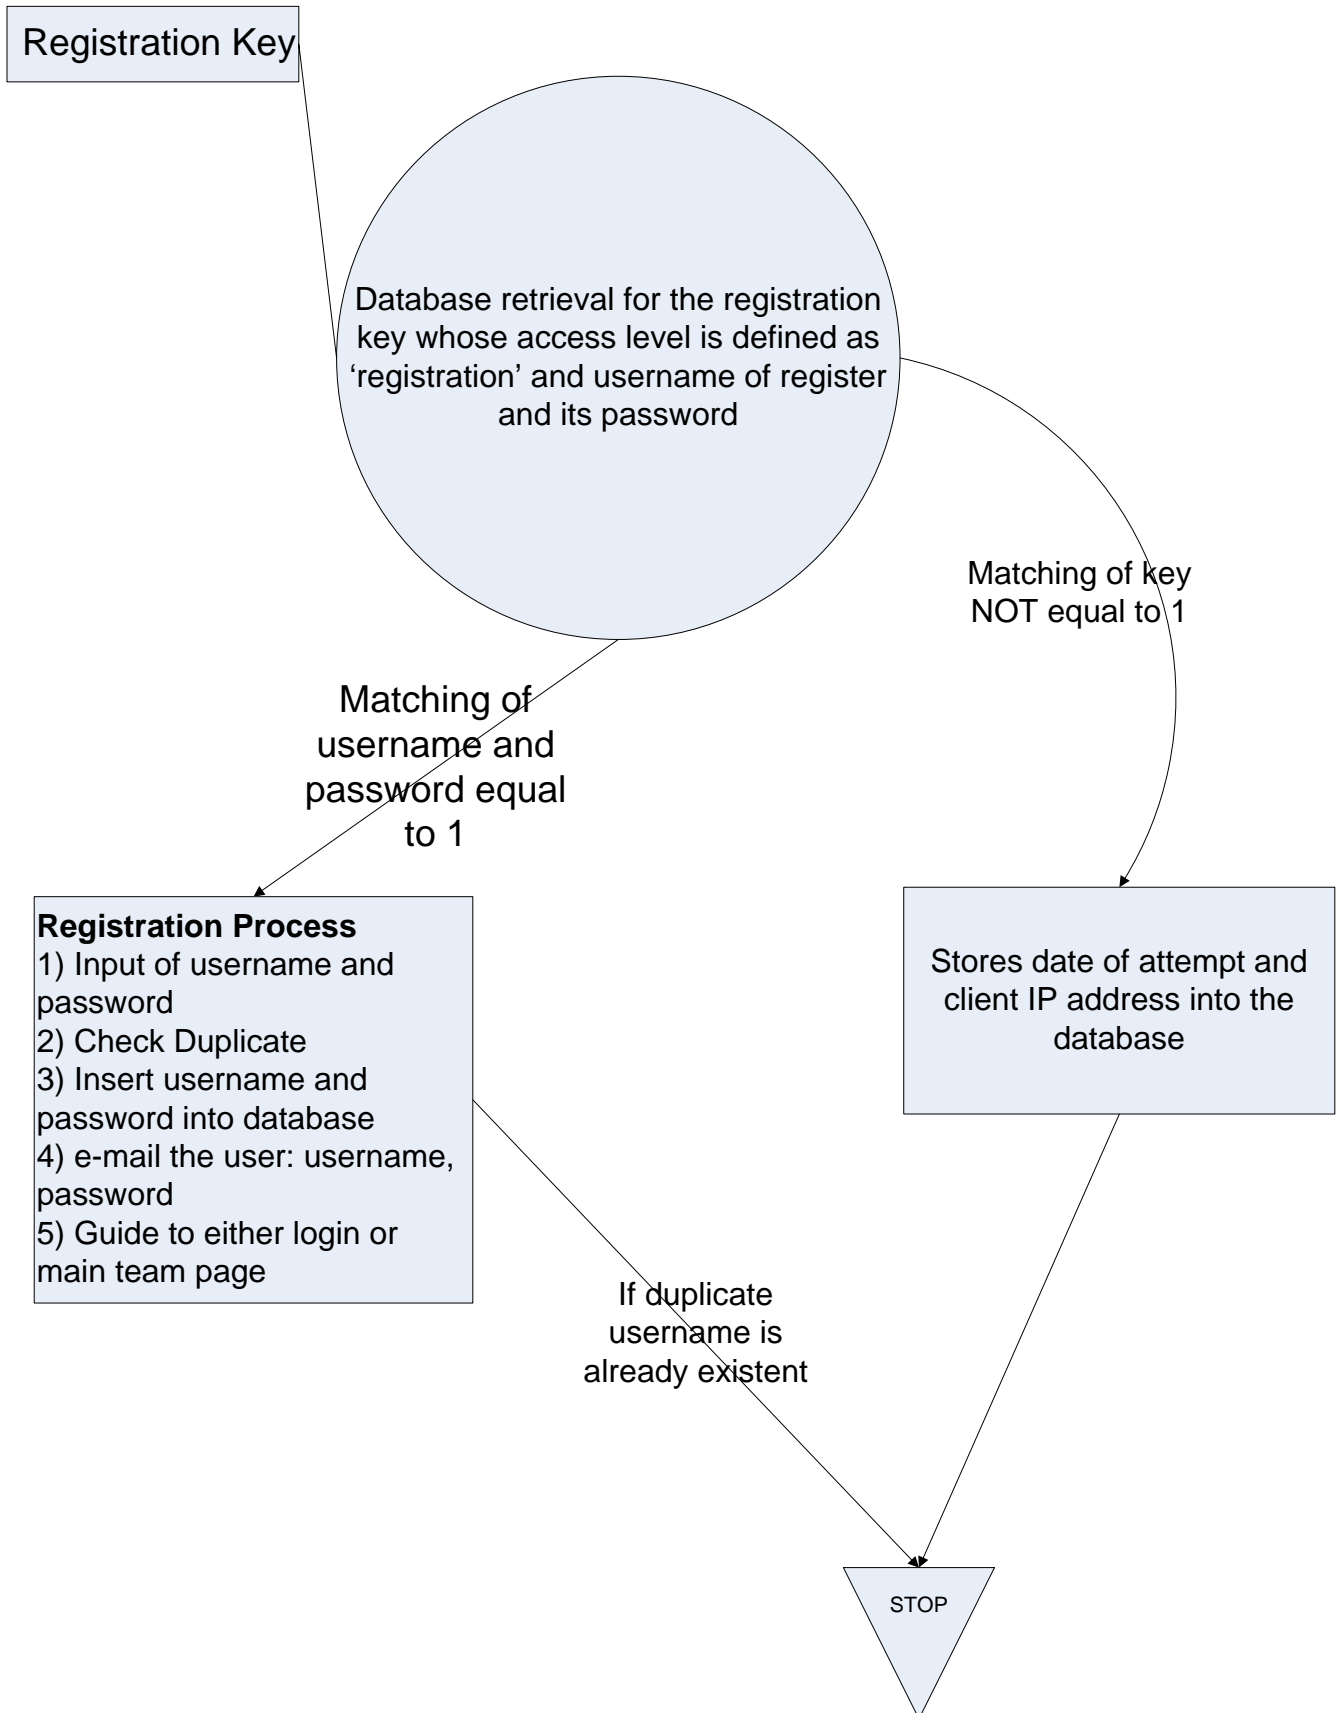 Registration Key
Database retrieval for the registration
key whose access level is defined as
‘registration’ and username of register
and its password
Matching of key
NOT equal to 1
Matching of
username and
password equal
to 1
Registration Process
1) Input of username and
password
2) Check Duplicate
3) Insert username and
password into database
4) e-mail the user: username,
password
5) Guide to either login or
main team page
Stores date of attempt and
client IP address into the
database
If duplicate
username is
already existent
STOP